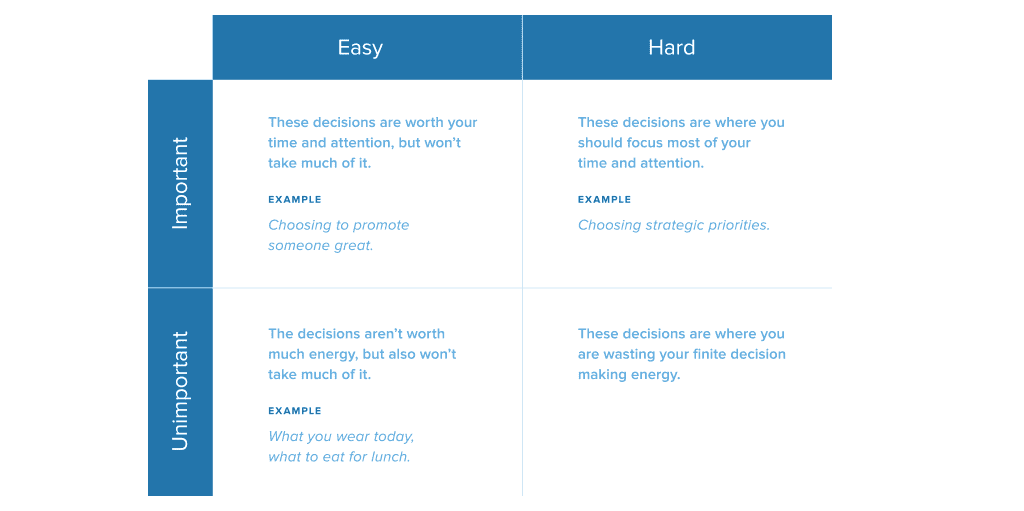 Easy
Hard
Important
These decisions are worth your
time and attention, but won’t
take much of it.
EXAMPLE
Choosing to promote
someone great.
These decisions are where you
should focus most of your
time and attention.
EXAMPLE
Choosing strategic priorities.
Unimportant
The decisions aren’t worth
much energy, but also won’t
take much of it.
EXAMPLE
What you wear today,
what to eat for lunch.
These decisions are where you
are wasting your finite decision
making energy.